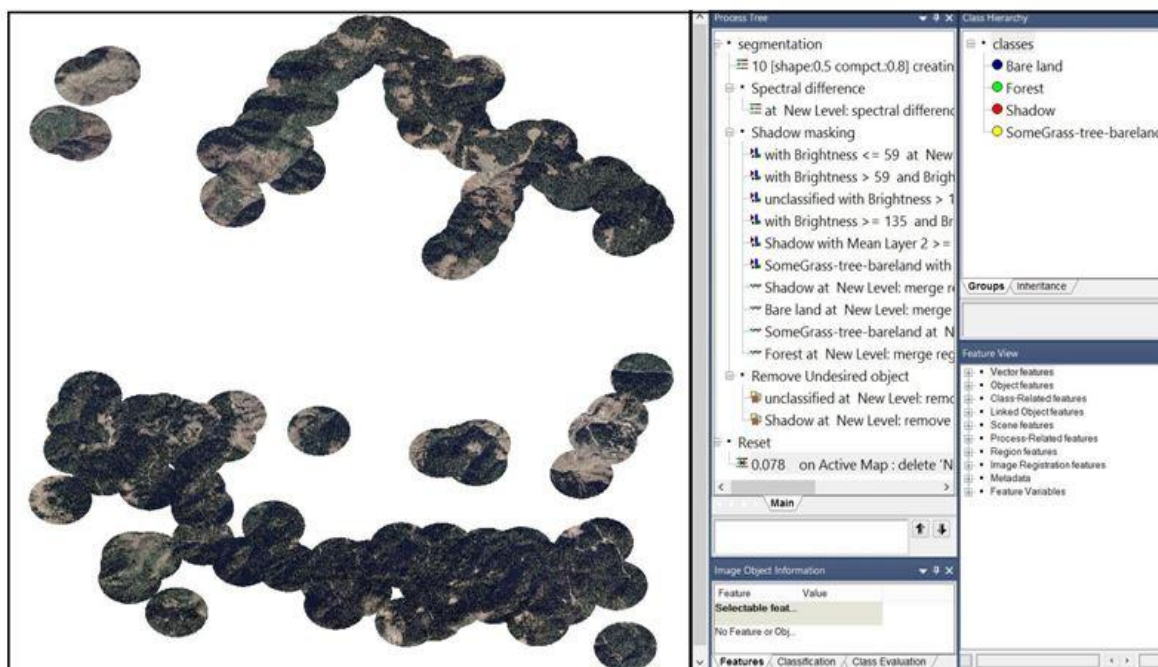 Process Tree
segmentation
10 [shape:0.5 compct.:0.8] creatin
Spectral difference
at New Level: spectral differenc
Shadow masking
with Brightness <= 59 at New
with Brightness > 59 and Brigh
unclassified with Brightness > 1
with Brightness >= 135 and Br
Shadow with Mean Layer 2 >=
SomeGrass-tree-bareland with
Shadow at New Level: merge re
Bare land at New Level: merge
SomeGrass-tree-bareland at N
Forest at New Level: merge reg
Remove Undesired object
unclassified at New Level: remo
Shadow at New Level: remove
Reset
0.078 on Active Map : delete 'N
Main
Image Object Information
Feature Value
Selectable feat...
No Feature or Obj...
Features Classification Class Evaluation
Class Hierarchy
classes
Bare land
Forest
Shadow
SomeGrass-tree-bareland
Groups Inheritance
Feature View
Vector features
Object features
Class-Related features
Linked Object features
Scene features
Process-Related features
Region features
Image Registration features
Metadata
Feature Variables